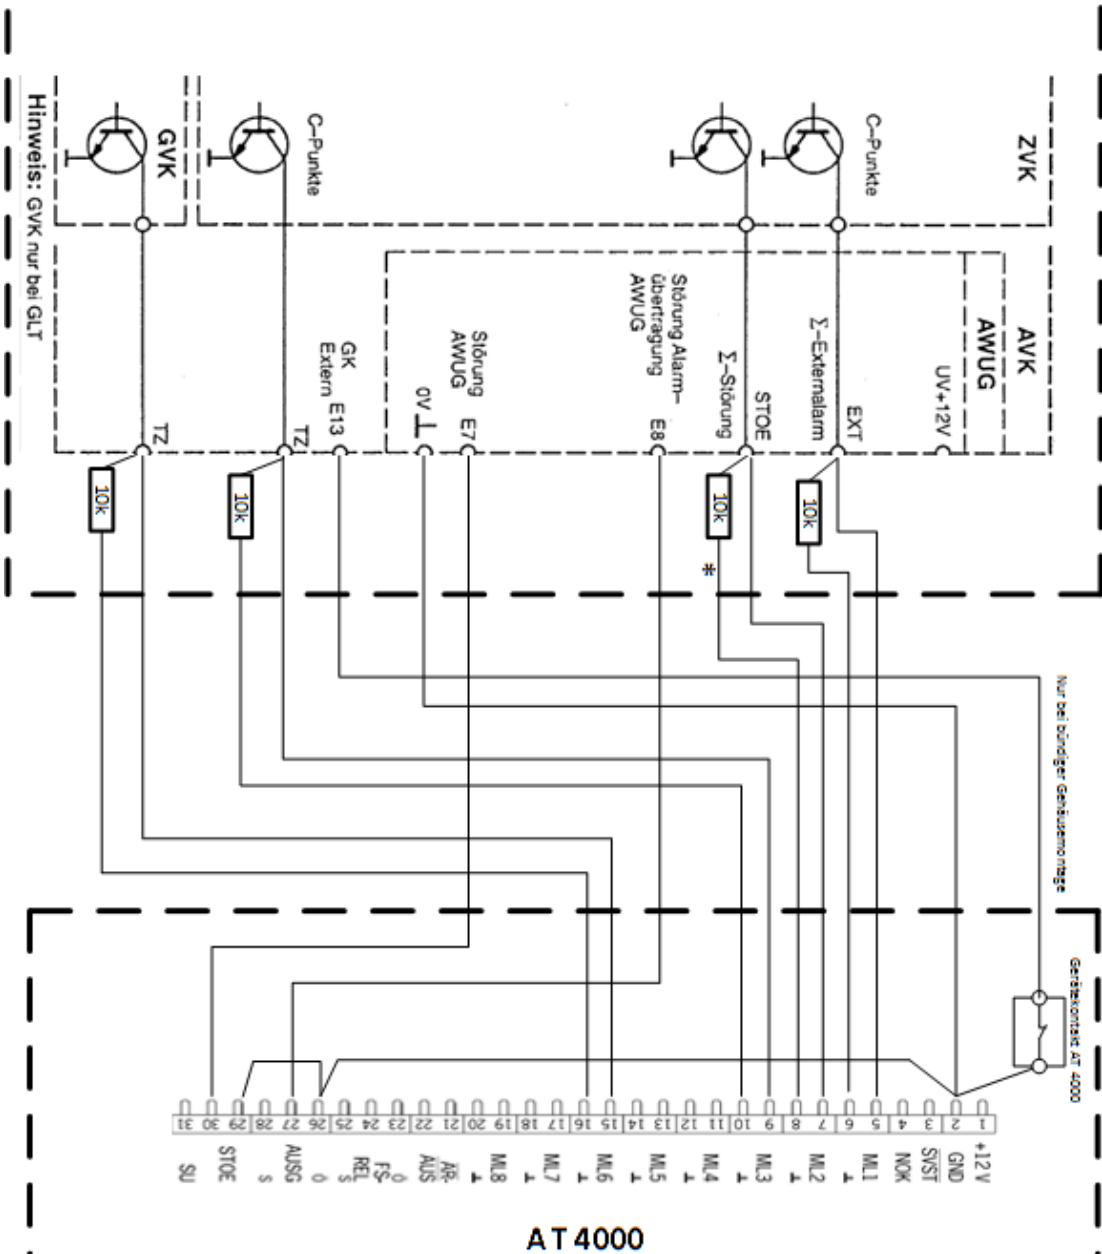 ZVK
C-Punkte
C-Punkte
GVK
Hinweis: GVK nur bei GLT
AVK
AWUG
UV+12V
EXT
Σ-Externalarm
STOE
Σ-Störung
E8
Störung Alarm-
übertragung
AWUG
E7
Störung
AWUG
0V
E13
GK
Extern
TZ
TZ
10k
10k
10k
*
10k
Nur bei bündiger Gehäusemontage
Gerätekontakt AT 4000
31 30 29 28 27 26 25 24 23 22 21 20 19 18 17 16 15 14 13 12 11 10 9 8 7 6 5 4 3 2 1
+12 V
GND
SVST
NOK
ML1
ML2
ML3
ML4
ML5
ML6
ML7
ML8
AUS
Ö
FS-
REL
S
Ö
AUSG
S
STOE
SU
AT 4000